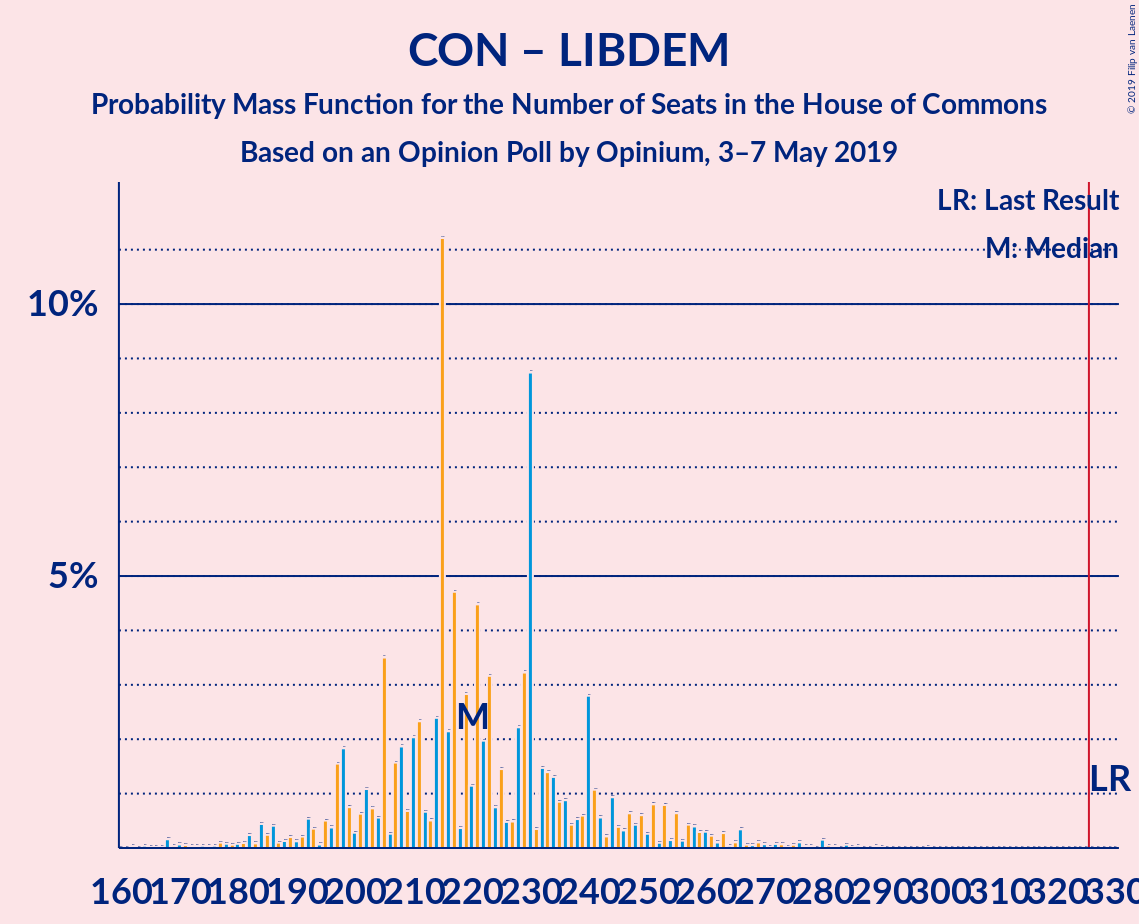 CON – LIBDEM
Probability Mass Function for the Number of Seats in the House of Commons
Based on an Opinion Poll by Opinium, 3–7 May 2019
© 2019 Filip van Laenen
LR: Last Result
M: Median
10%
5%
M
LR
160 170 180 190 200 210 220 230 240 250 260 270 280 290 300 310 320 330